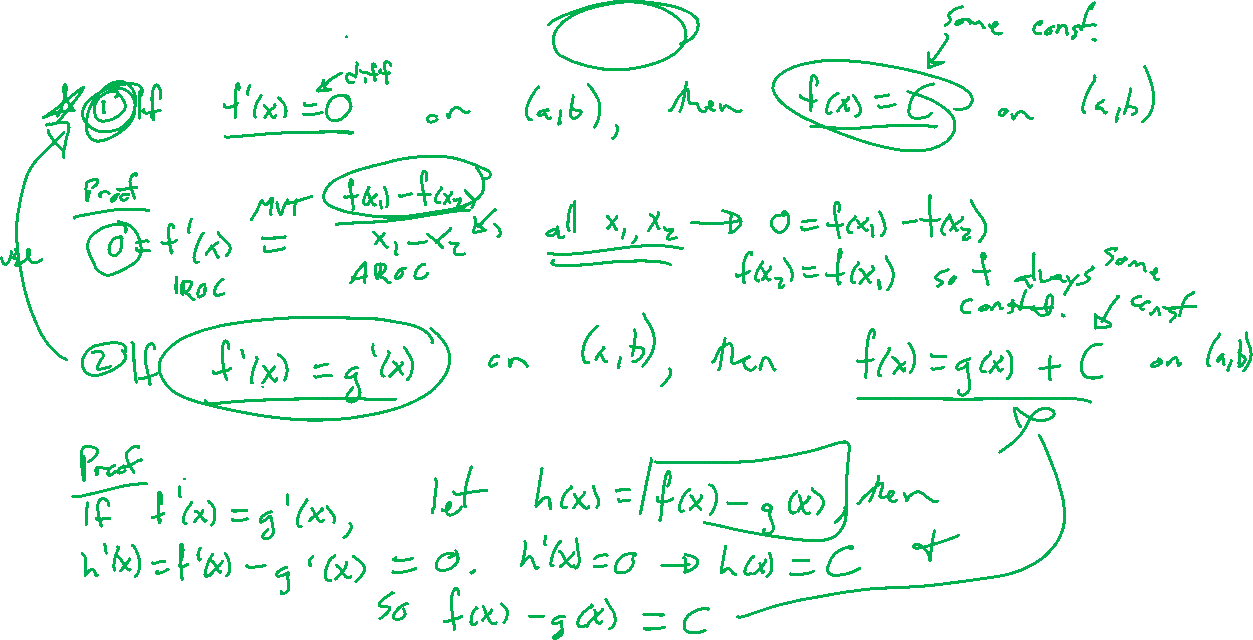 some const.
① If f'(x) = 0 on (a,b), then f(x) = C on (a,b)
diff
Proof
0 = f'(x) = (f(x₁) - f(x₂))/(x₁ - x₂), all x₁, x₂ → 0 = f(x₁) - f(x₂)
MVT
IROC AROC
f(x₂) = f(x₁) so f always some
constant. const
use
② If f'(x) = g'(x) on (a,b), then f(x) = g(x) + C on (a,b)
Proof
If f'(x) = g'(x), let h(x) = f(x) - g(x), then
h'(x) = f'(x) - g'(x) = 0. h'(x) = 0 → h(x) = C
so f(x) - g(x) = C